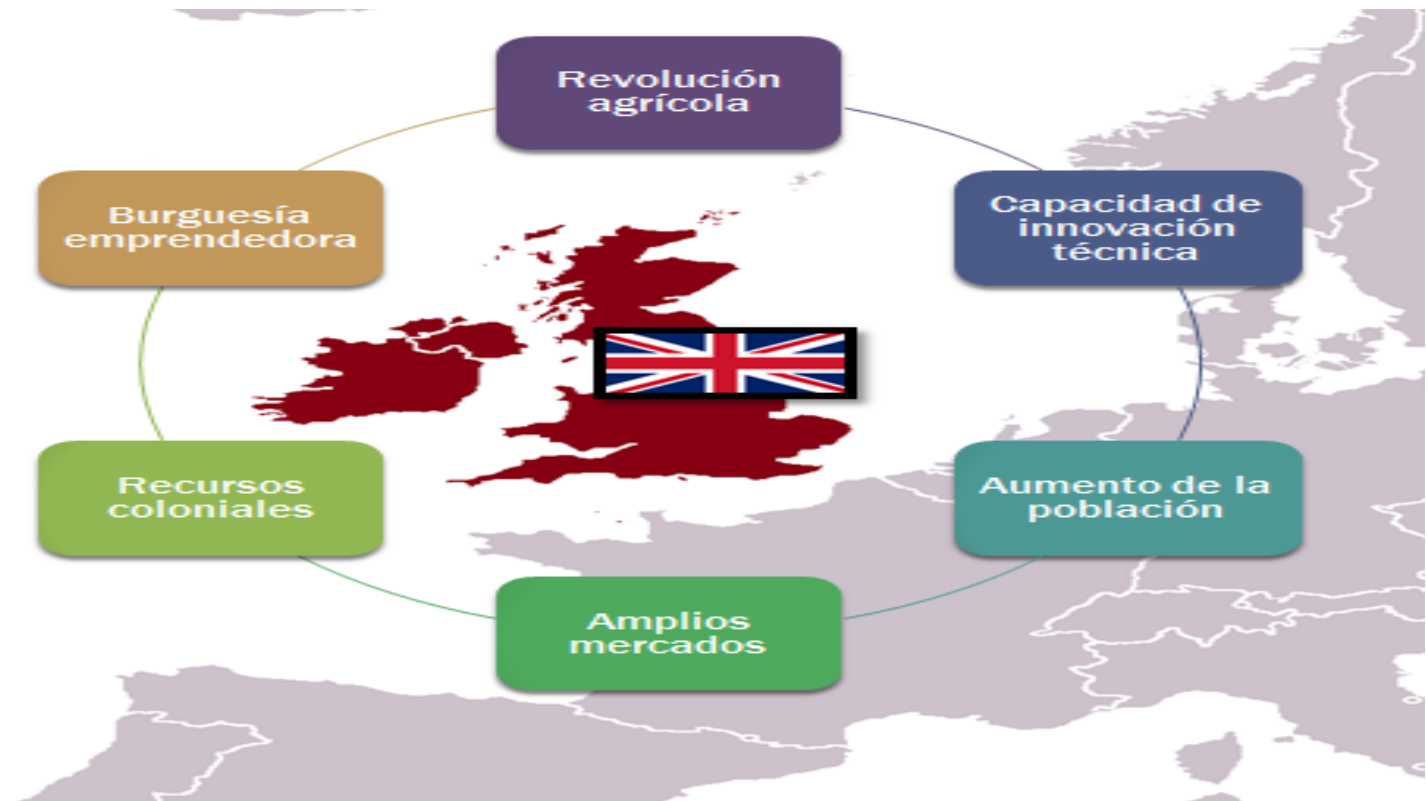 Revolución
agrícola
Capacidad de
innovación
técnica
Aumento de la
población
Amplios
mercados
Recursos
coloniales
Burguesía
emprendedora